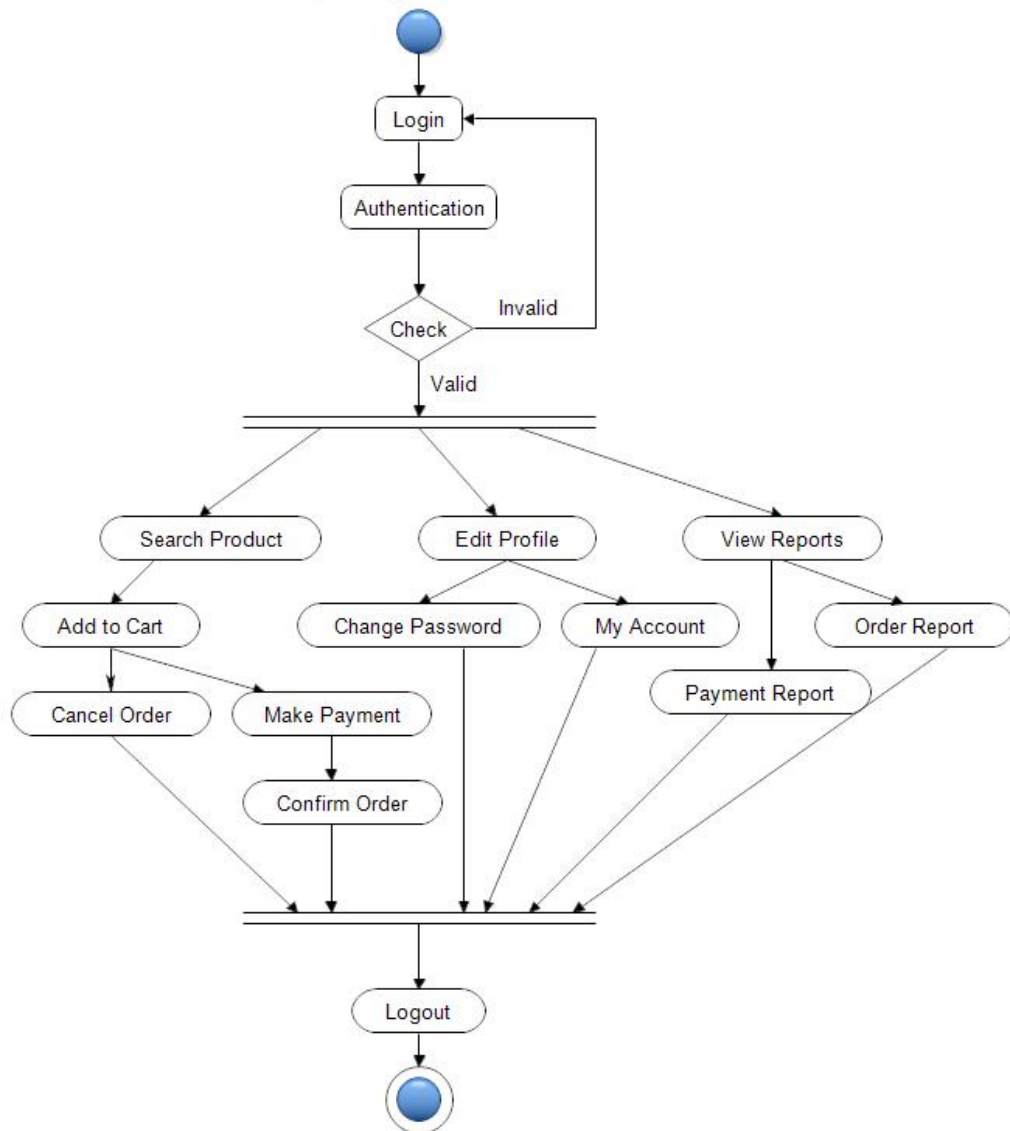 Login
Authentication
Check
Invalid
Valid
Search Product
Edit Profile
View Reports
Add to Cart
Change Password
My Account
Order Report
Cancel Order
Make Payment
Payment Report
Confirm Order
Logout